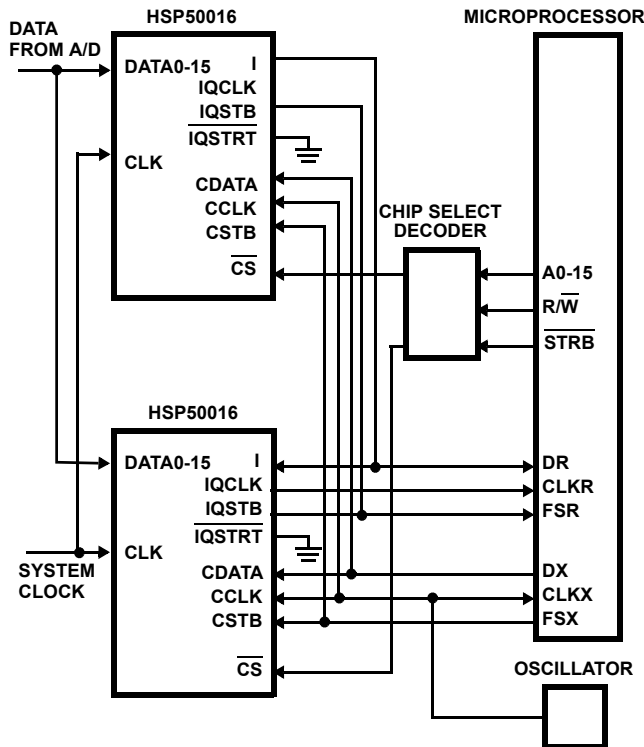 HSP50016
MICROPROCESSOR
DATA
FROM A/D
DATA0-15
I
IQCLK
IQSTB
IQSTRT
CLK
CDATA
CCLK
CSTB
CS
CHIP SELECT
DECODER
A0-15
R/W
STRB
HSP50016
DATA0-15
I
IQCLK
IQSTB
IQSTRT
CLK
SYSTEM
CLOCK
CDATA
CCLK
CSTB
CS
DR
CLKR
FSR
DX
CLKX
FSX
OSCILLATOR